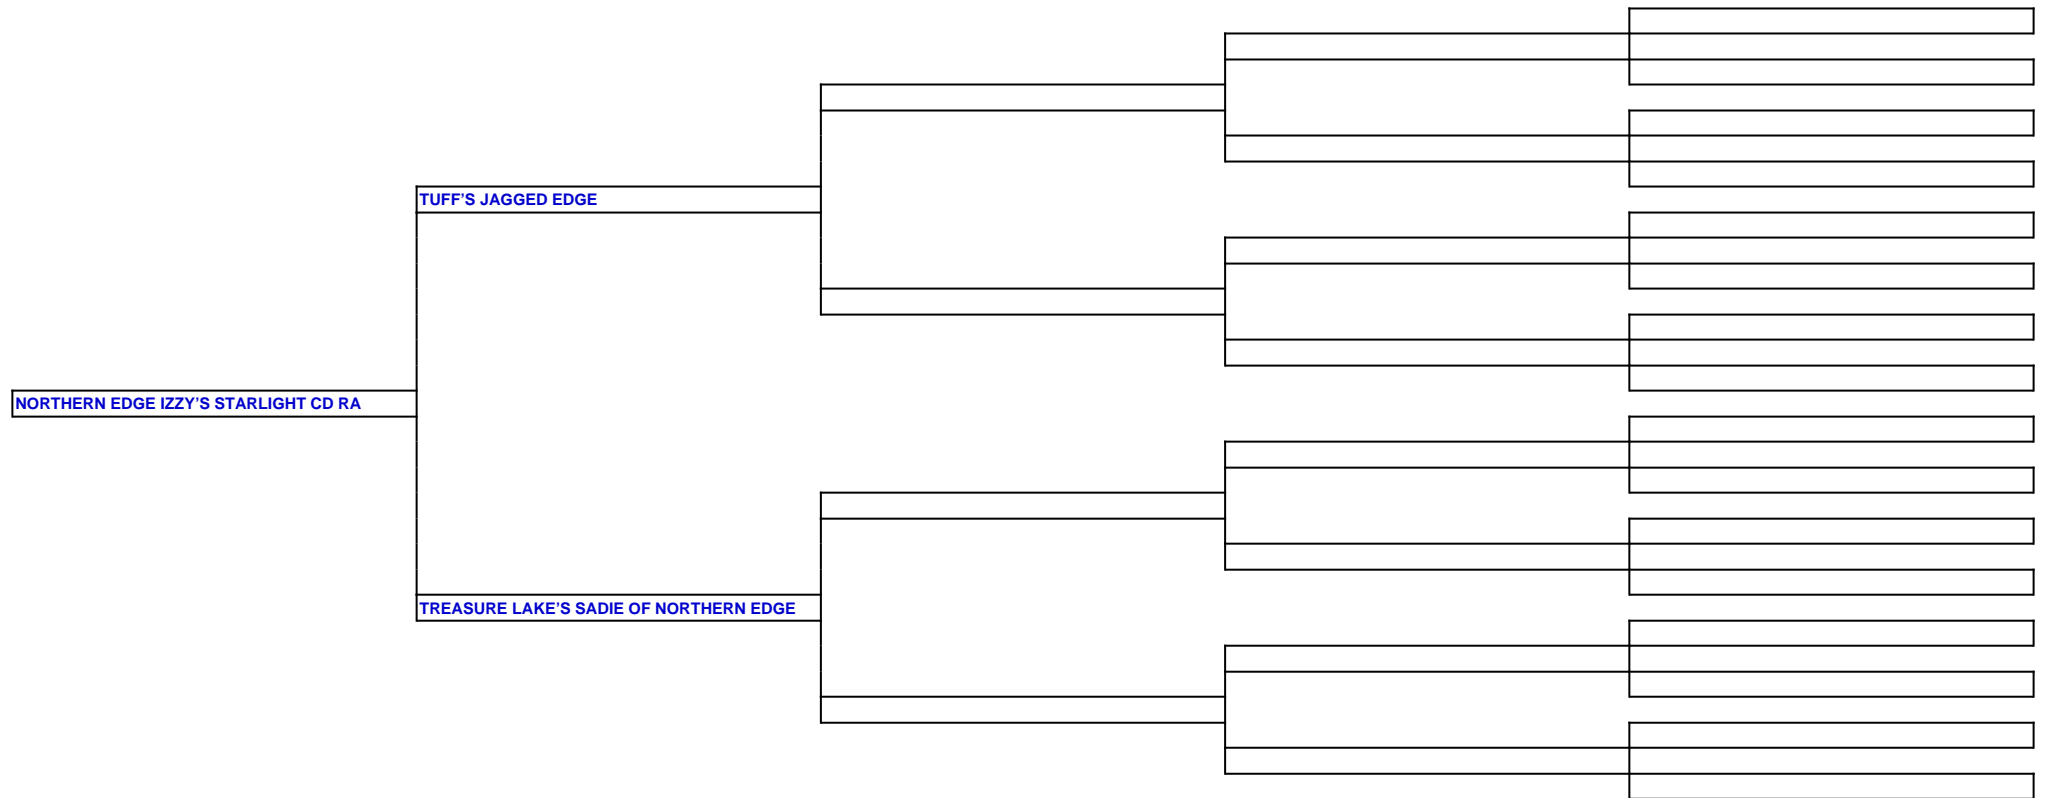 TUFF’S JAGGED EDGE
NORTHERN EDGE IZZY’S STARLIGHT CD RA
TREASURE LAKE’S SADIE OF NORTHERN EDGE